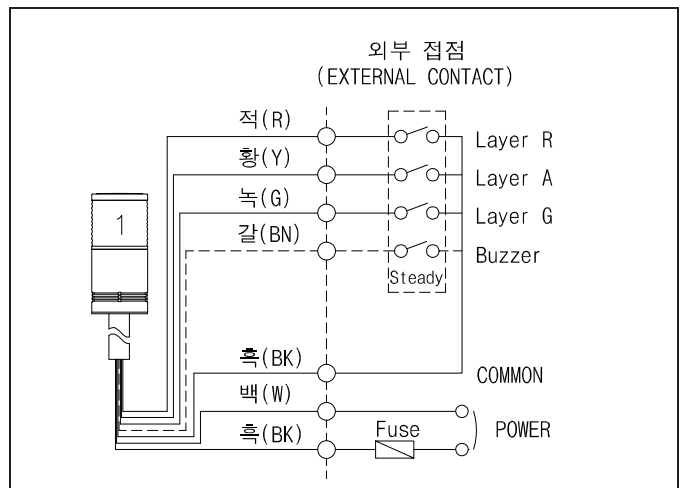 외부 접점
(EXTERNAL CONTACT)
적(R)
Layer R
황(Y)
Layer A
녹(G)
Layer G
갈(BN)
Buzzer
Steady
1
흑(BK)
COMMON
백(W)
POWER
흑(BK)
Fuse